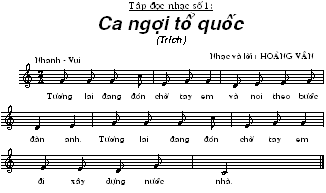 Tập đọc nhạc số 1:
Ca ngợi tổ quốc
(Trích)
Nhanh - Vui
Nhạc và lời: HOÀNG VÂN
Tương lai đang đón chờ tay em và nối theo bước
đàn anh. Tương lai đang đón chờ tay em
đi xây dựng nước nhà.